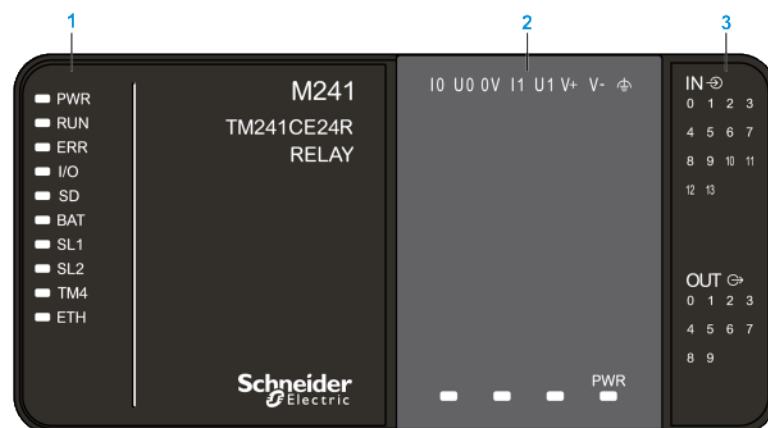 1
2
3
PWR
RUN
ERR
I/O
SD
BAT
SL1
SL2
TM4
ETH
M241
TM241CE24R
RELAY
Schneider
Electric
I0 U0 0V I1 U1 V+ V-
PWR
IN
0 1 2 3
4 5 6 7
8 9 10 11
12 13
OUT
0 1 2 3
4 5 6 7
8 9